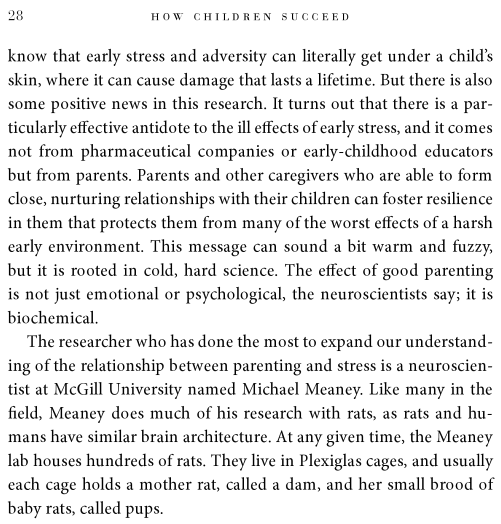 28 HOW CHILDREN SUCCEED
know that early stress and adversity can literally get under a child’s
skin, where it can cause damage that lasts a lifetime. But there is also
some positive news in this research. It turns out that there is a par-
ticularly effective antidote to the ill effects of early stress, and it comes
not from pharmaceutical companies or early-childhood educators
but from parents. Parents and other caregivers who are able to form
close, nurturing relationships with their children can foster resilience
in them that protects them from many of the worst effects of a harsh
early environment. This message can sound a bit warm and fuzzy,
but it is rooted in cold, hard science. The effect of good parenting
is not just emotional or psychological, the neuroscientists say; it is
biochemical.
The researcher who has done the most to expand our understand-
ing of the relationship between parenting and stress is a neuroscien-
tist at McGill University named Michael Meaney. Like many in the
field, Meaney does much of his research with rats, as rats and hu-
mans have similar brain architecture. At any given time, the Meaney
lab houses hundreds of rats. They live in Plexiglas cages, and usually
each cage holds a mother rat, called a dam, and her small brood of
baby rats, called pups.